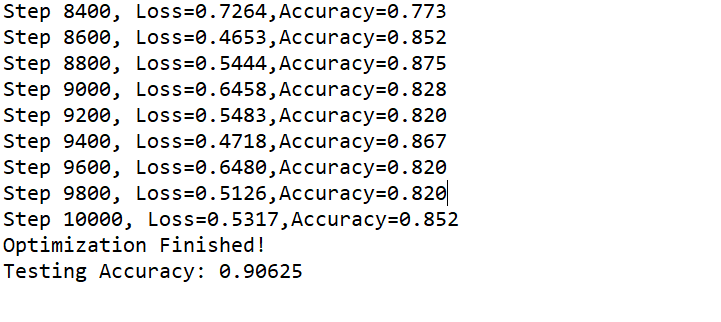 Step 8400, Loss=0.7264,Accuracy=0.773
Step 8600, Loss=0.4653,Accuracy=0.852
Step 8800, Loss=0.5444,Accuracy=0.875
Step 9000, Loss=0.6458,Accuracy=0.828
Step 9200, Loss=0.5483,Accuracy=0.820
Step 9400, Loss=0.4718,Accuracy=0.867
Step 9600, Loss=0.6480,Accuracy=0.820
Step 9800, Loss=0.5126,Accuracy=0.820
Step 10000, Loss=0.5317,Accuracy=0.852
Optimization Finished!
Testing Accuracy: 0.90625